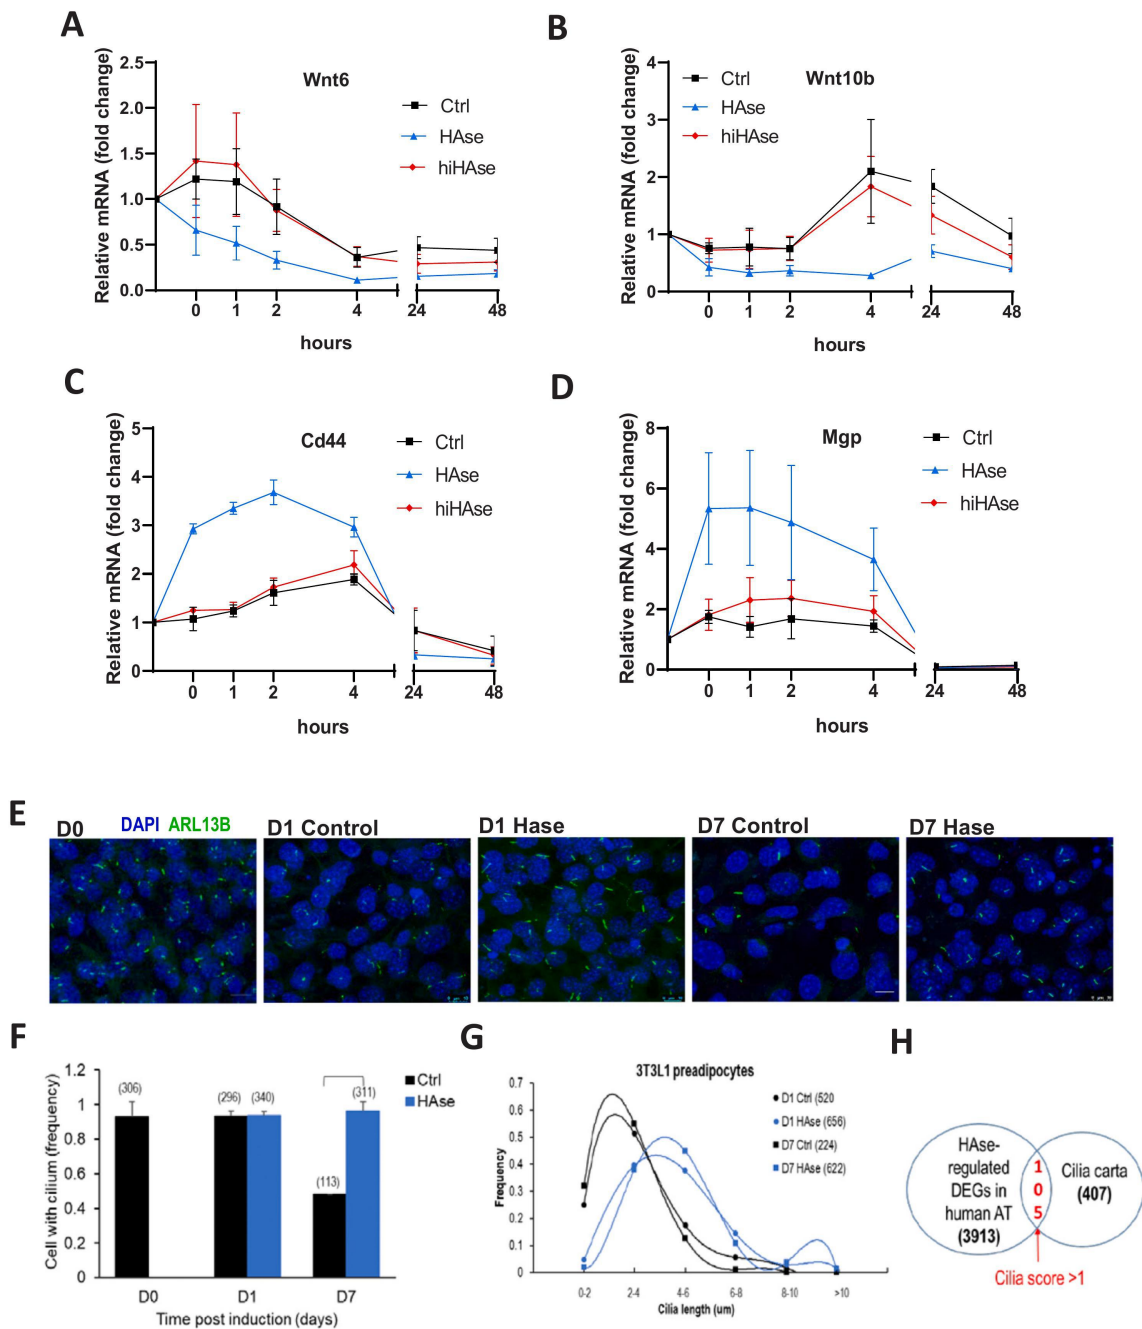 A
Wnt6
Relative mRNA (fold change)
2.5
2.0
1.5
1.0
0.5
0.0
Ctrl
HAse
hiHAse
0 1 2 4 24 48
hours
B
Wnt10b
Relative mRNA (fold change)
4
3
2
1
0
Ctrl
HAse
hiHAse
0 1 2 4 24 48
hours
C
Cd44
Relative mRNA (fold change)
5
4
3
2
1
0
Ctrl
HAse
hiHAse
0 1 2 4 24 48
hours
D
Mgp
Relative mRNA (fold change)
8
6
4
2
0
Ctrl
HAse
hiHAse
0 1 2 4 24 48
hours
E
D0 DAPI ARL13B
D1 Control
D1 Hase
D7 Control
D7 Hase
F
Cell with cilium (frequency)
1.2
1
0.8
0.6
0.4
0.2
0
(306)
(296) (340)
(113)
(311)
Ctrl
HAse
D0 D1 D7
Time post induction (days)
G
3T3L1 preadipocytes
Frequency
0.7
0.6
0.5
0.4
0.3
0.2
0.1
0
D1 Ctrl (520
D1 HAse (656)
D7 Ctrl (224)
D7 HAse (622)
0-2 2-4 4-6 6-8 8-10 >10
Cilia length (um)
H
HAse-
regulated
DEGs in
human AT
(3913)
1
0
5
Cilia carta
(407)
Cilia score >1